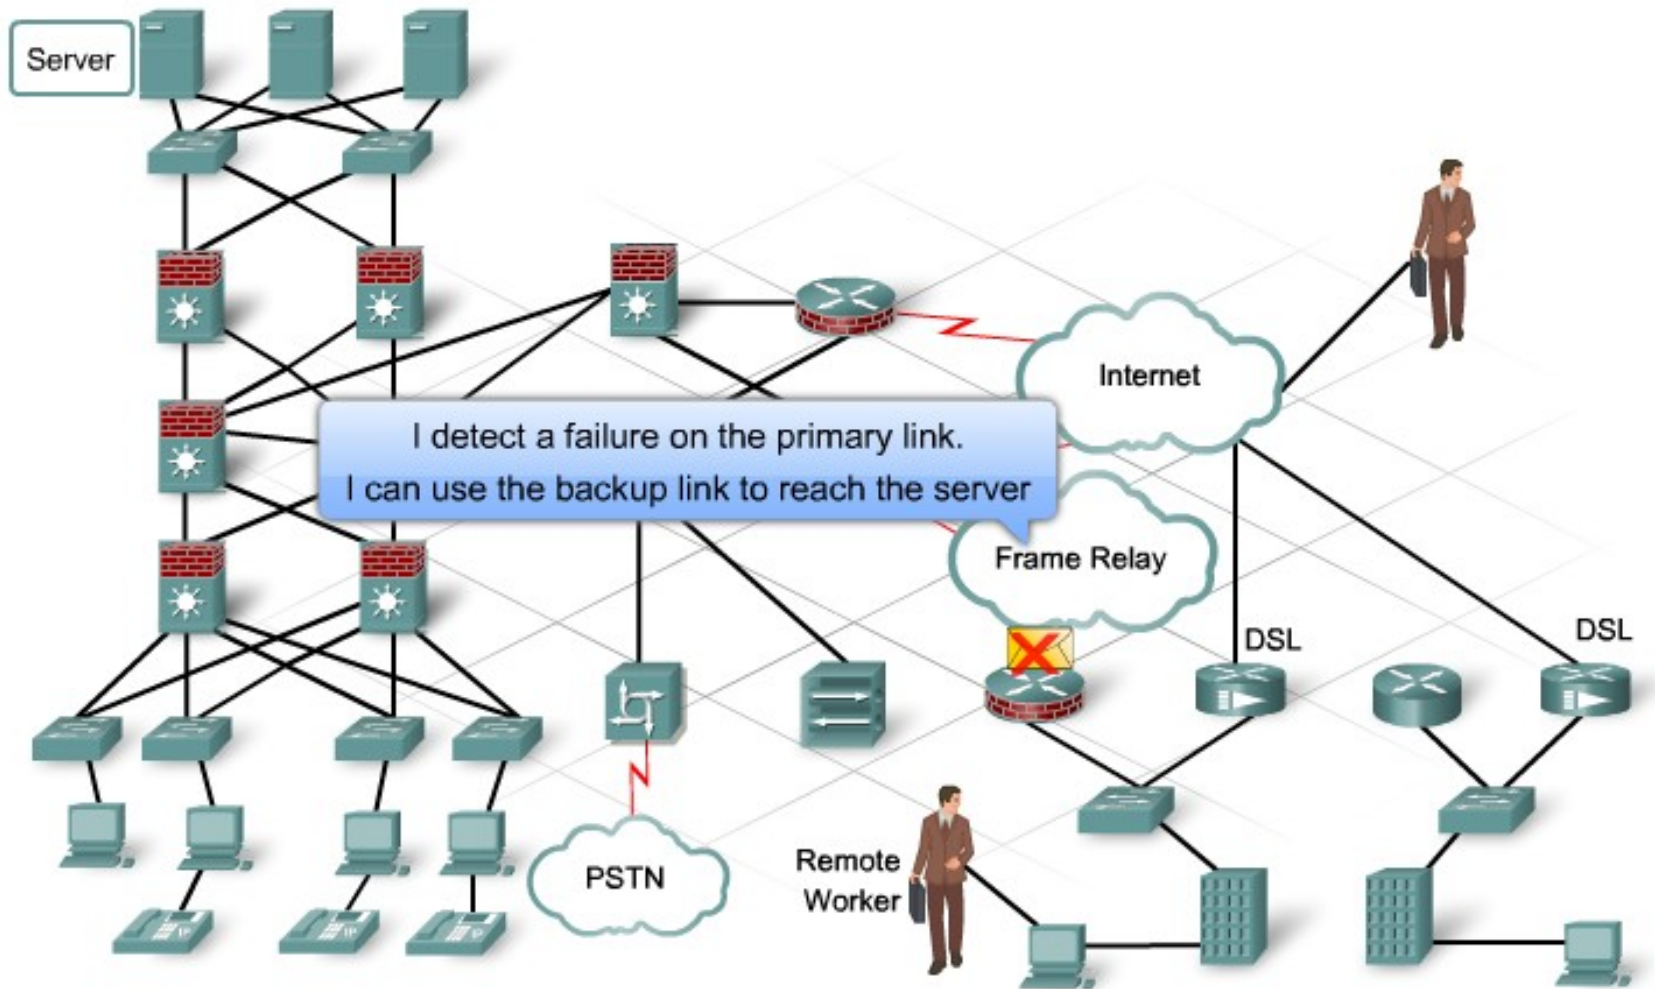 Server
Internet
I detect a failure on the primary link.
I can use the backup link to reach the server
Frame Relay
DSL
DSL
PSTN
Remote
Worker